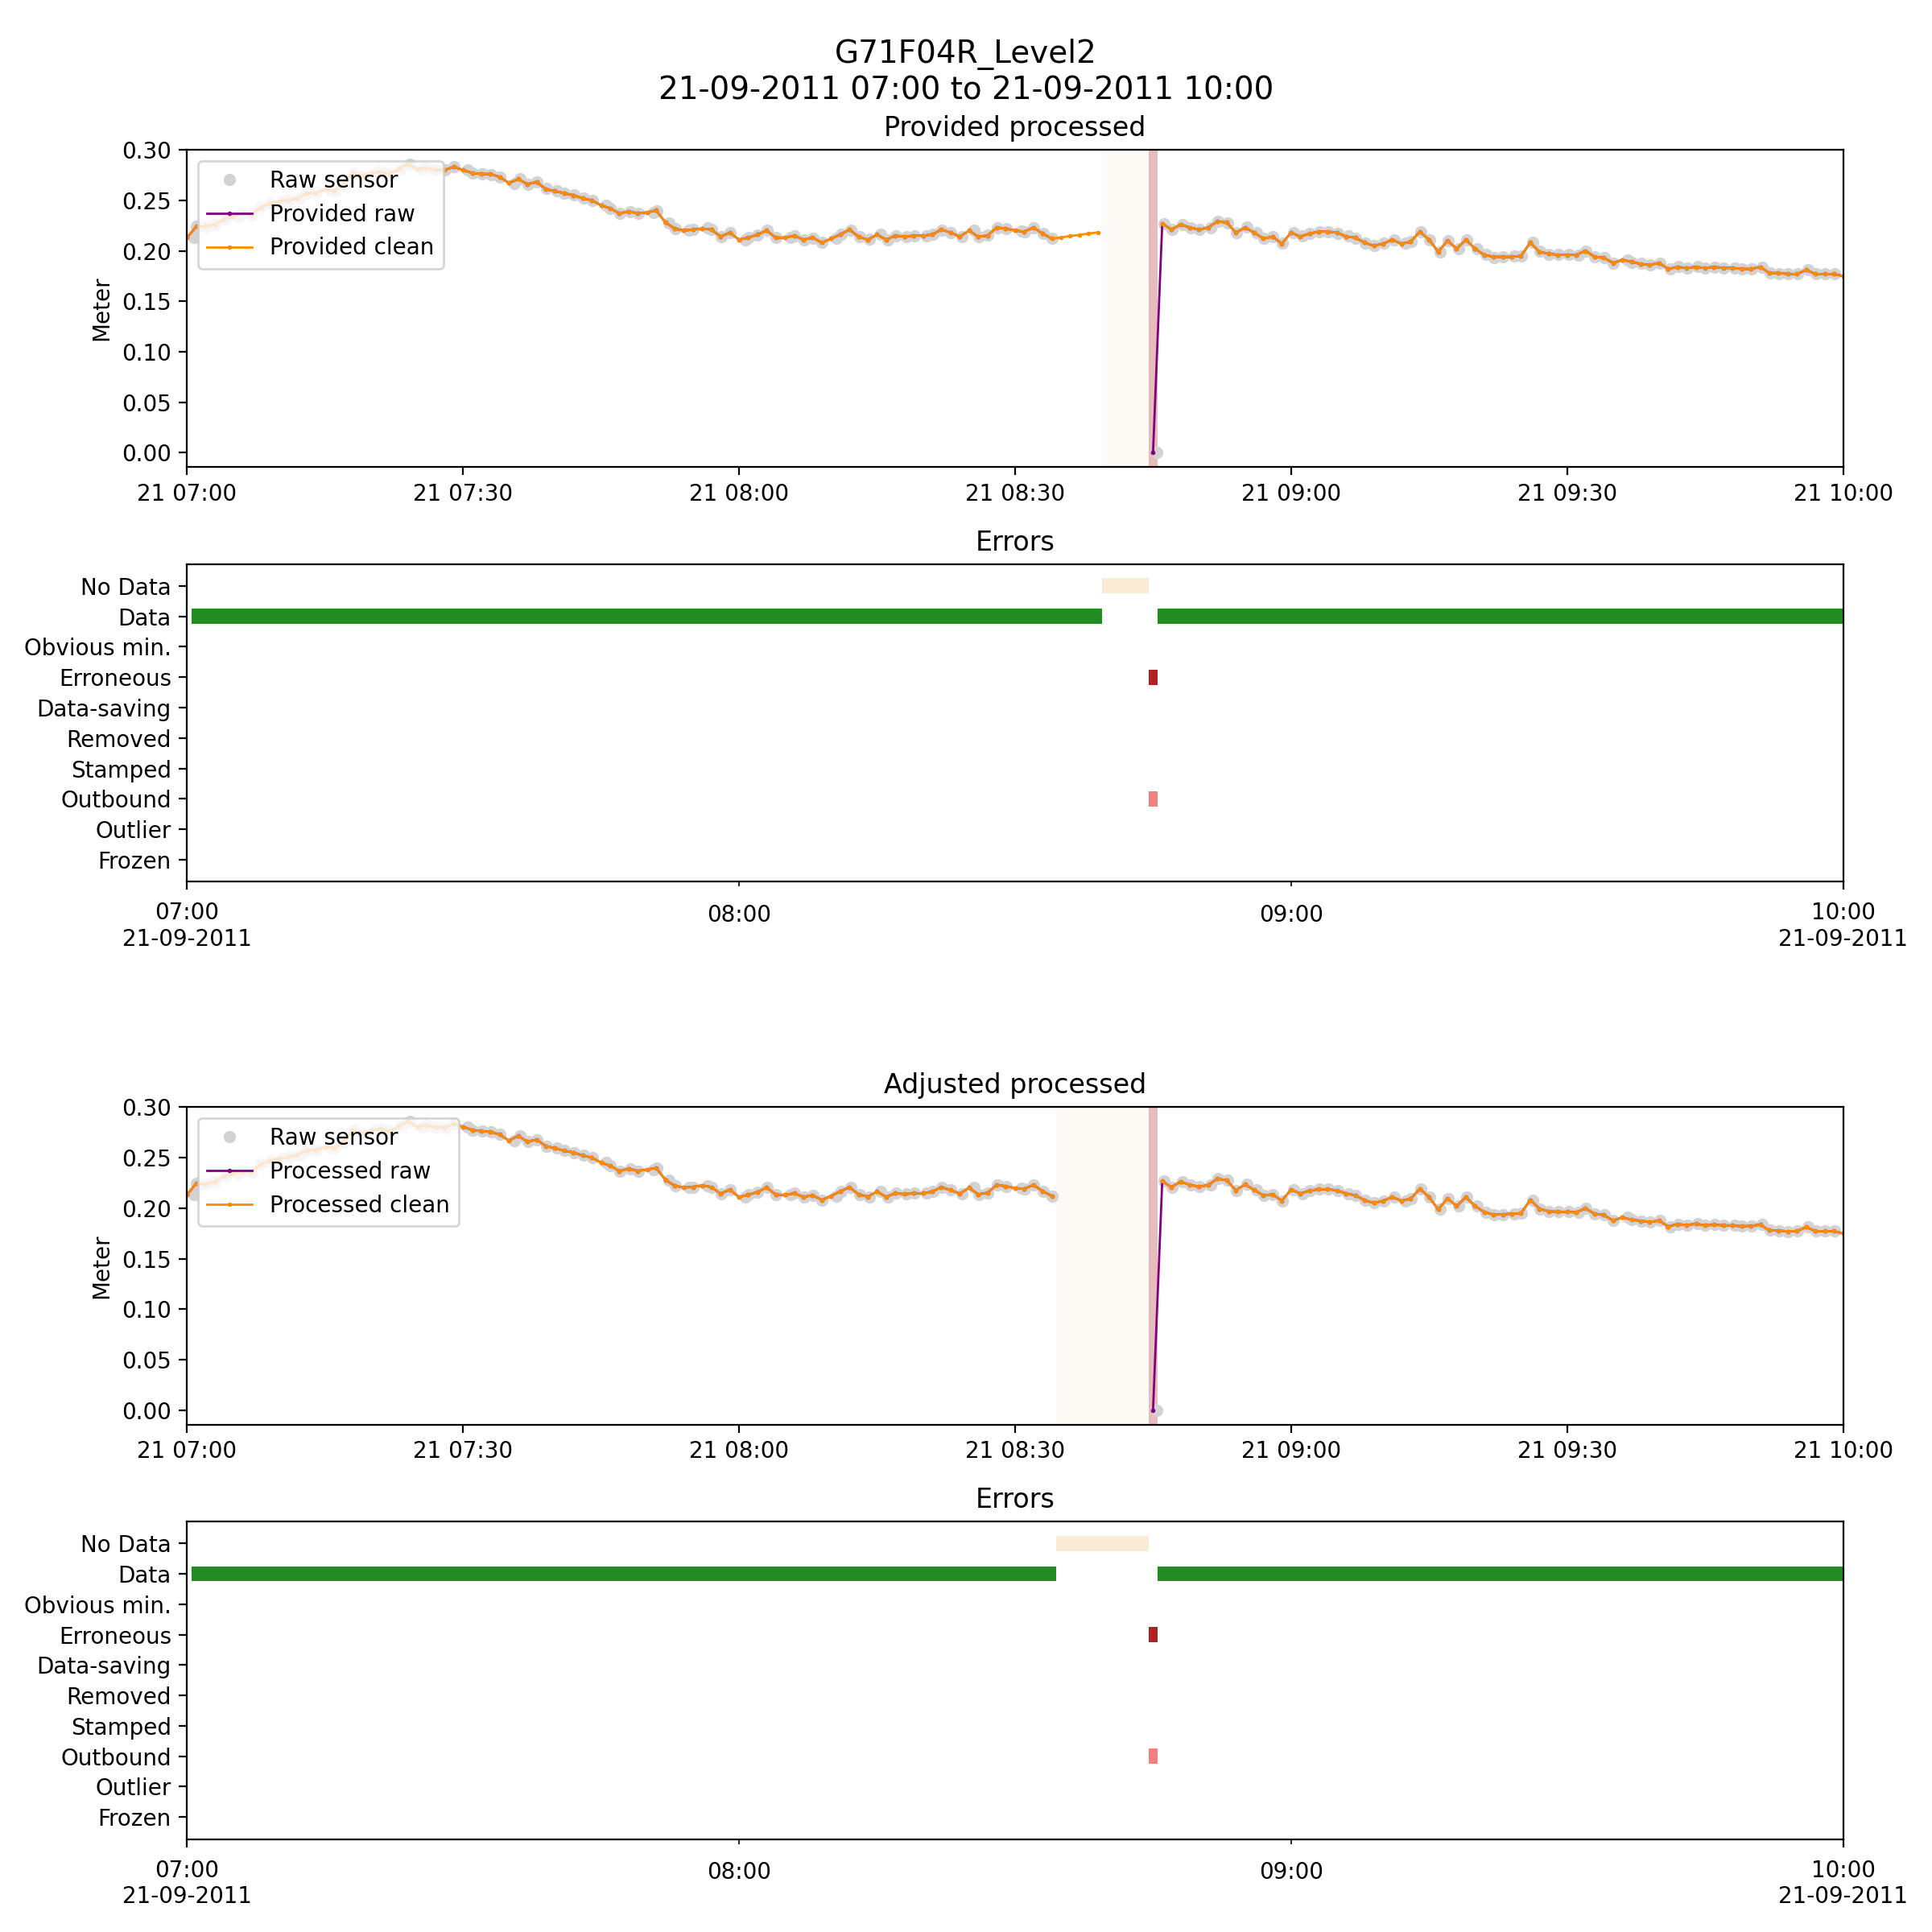 G71F04R_Level2
21-09-2011 07:00 to 21-09-2011 10:00
Provided processed
0.30
0.25
0.20
0.15
0.10
0.05
0.00
Meter
Raw sensor
Provided raw
Provided clean
21 07:00 21 07:30 21 08:00 21 08:30 21 09:00 21 09:30 21 10:00
Errors
No Data
Data
Obvious min.
Erroneous
Data-saving
Removed
Stamped
Outbound
Outlier
Frozen
07:00 08:00 09:00 10:00
21-09-2011 21-09-2011
Adjusted processed
0.30
0.25
0.20
0.15
0.10
0.05
0.00
Meter
Raw sensor
Processed raw
Processed clean
21 07:00 21 07:30 21 08:00 21 08:30 21 09:00 21 09:30 21 10:00
Errors
No Data
Data
Obvious min.
Erroneous
Data-saving
Removed
Stamped
Outbound
Outlier
Frozen
07:00 08:00 09:00 10:00
21-09-2011 21-09-2011